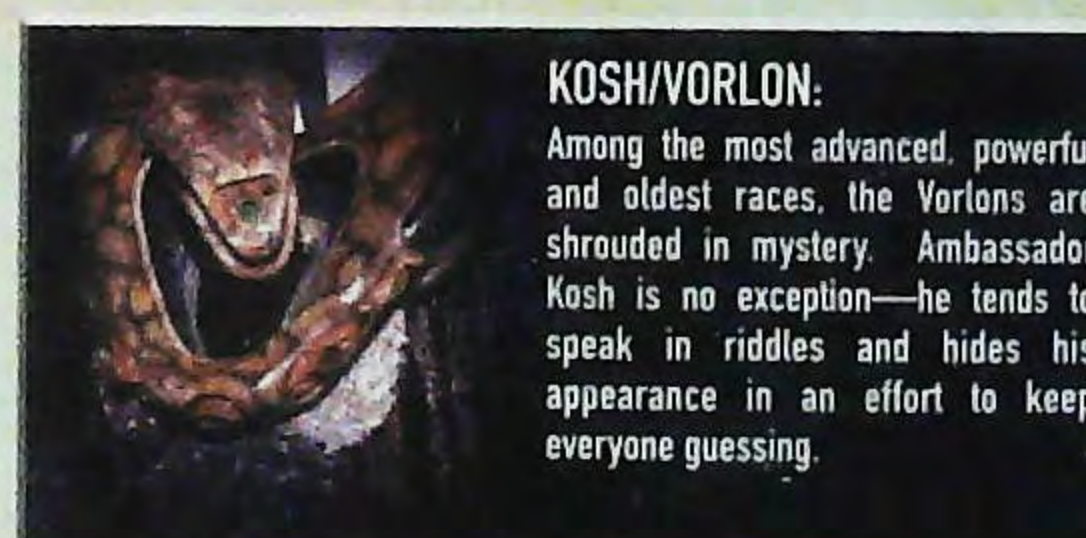 KOSH/VORLON:
Among the most advanced, powerfu
and oldest races, the Vorlons are
shrouded in mystery. Ambassador
Kosh is no exception—he tends to
speak in riddles and hides his
appearance in an effort to keep
everyone guessing.